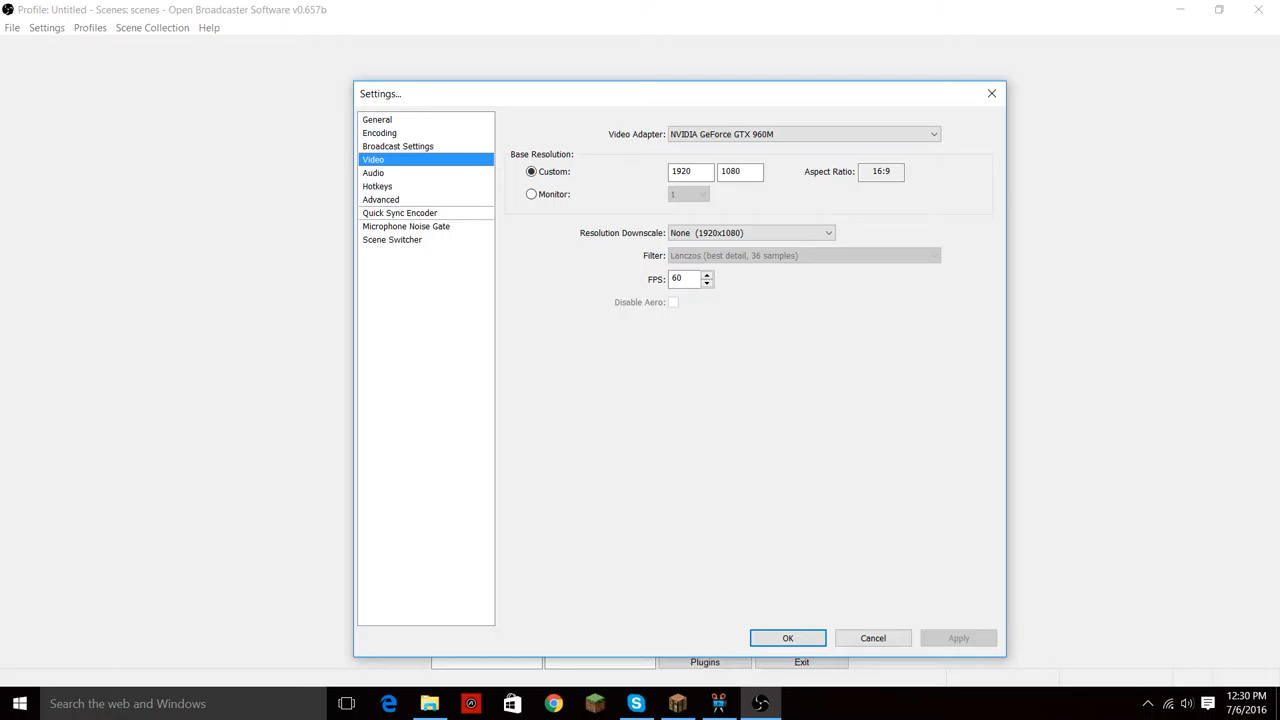 Profile: Untitled - Scenes: scenes - Open Broadcaster Software v0.657b
File Settings Profiles Scene Collection Help
Settings...
General
Encoding
Broadcast Settings
Video
Audio
Hotkeys
Advanced
Quick Sync Encoder
Microphone Noise Gate
Scene Switcher
Video Adapter: NVIDIA GeForce GTX 960M
Base Resolution:
Custom: 1920 1080 Aspect Ratio: 16:9
Monitor: 1
Resolution Downscale: None (1920x1080)
Filter: Lanczos (best detail, 36 samples)
FPS: 60
Disable Aero:
OK Cancel Apply
Plugins Exit
Search the web and Windows
12:30 PM
7/6/2016